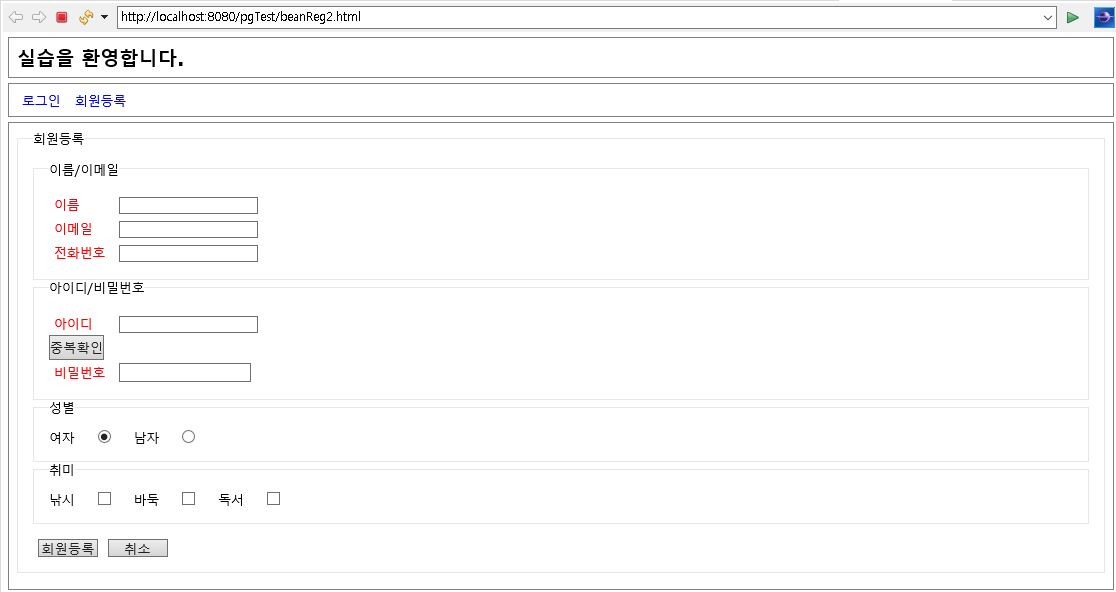 http://localhost:8080/pgTest/beanReg2.html
실습을 환영합니다.
로그인 회원등록
회원등록
이름/이메일
이름
이메일
전화번호
아이디/비밀번호
아이디
중복확인
비밀번호
성별
여자 남자
취미
낚시 바둑 독서
회원등록 취소